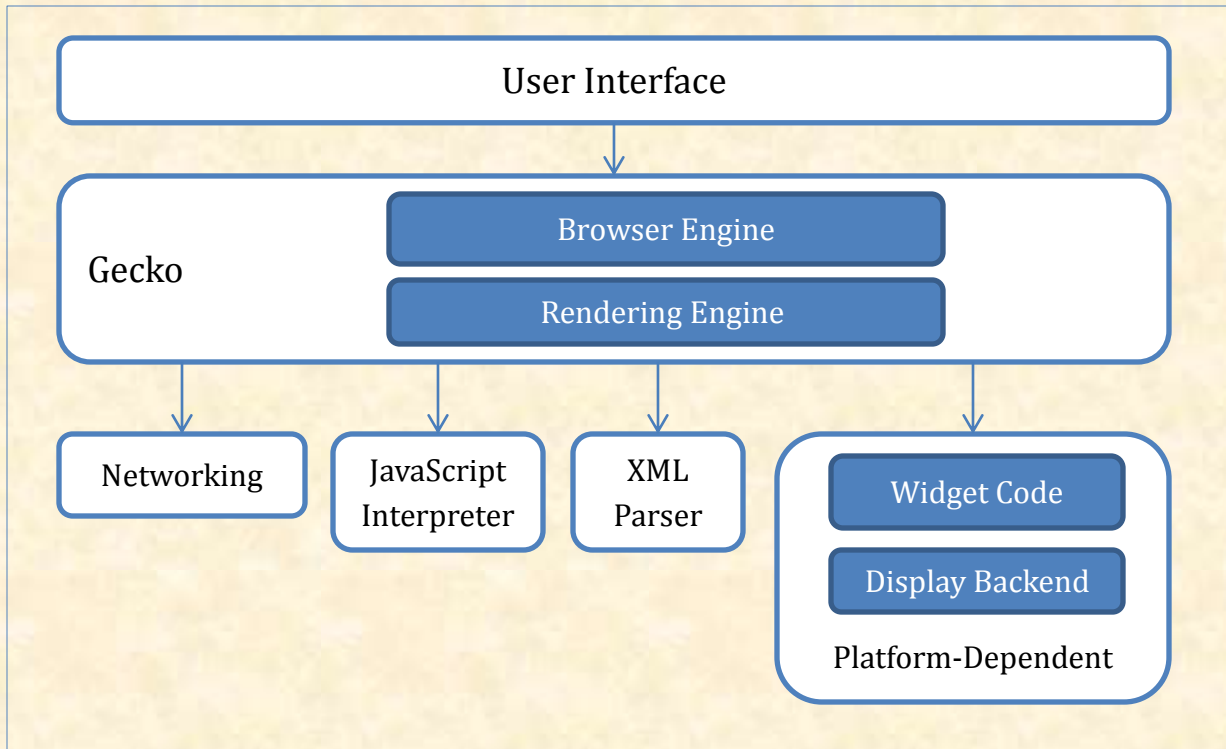 User Interface
Browser Engine
Gecko
Rendering Engine
Networking
JavaScript
Interpreter
XML
Parser
Widget Code
Display Backend
Platform-Dependent